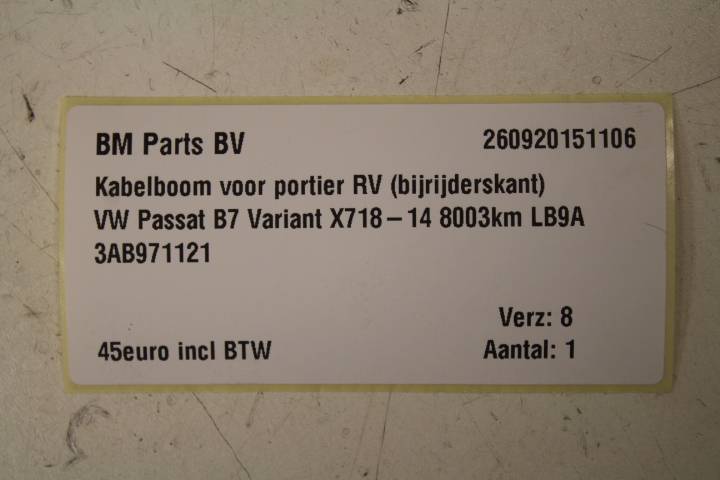 BM Parts BV 260920151106
Kabelboom voor portier RV (bijrijderskant)
VW Passat B7 Variant X718 – 14 8003km LB9A
3AB971121
Verz: 8
45euro incl BTW Aantal: 1